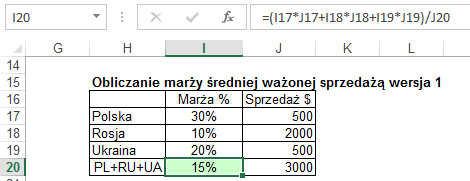 I20 =(I17*J17+I18*J18+I19*J19)/J20
G H I J K L
14
15 Obliczanie marży średniej ważonej sprzedażą wersja 1
16 Marża % Sprzedaż $
17 Polska 30% 500
18 Rosja 10% 2000
19 Ukraina 20% 500
20 PL+RU+UA 15% 3000